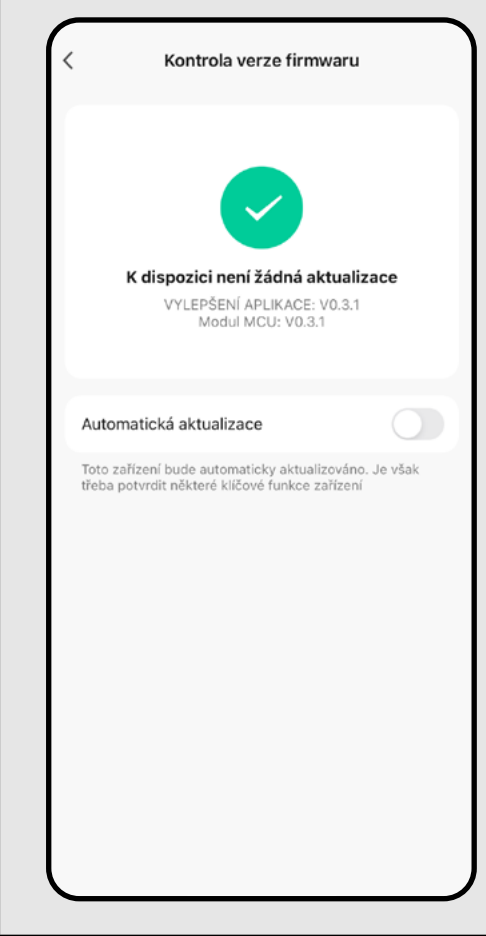 Kontrola verze firmwaru
K dispozici není žádná aktualizace
VYLEPŠENÍ APLIKACE: V0.3.1
Modul MCU: V0.3.1
Automatická aktualizace
Toto zařízení bude automaticky aktualizováno. Je však
třeba potvrdit některé klíčové funkce zařízení